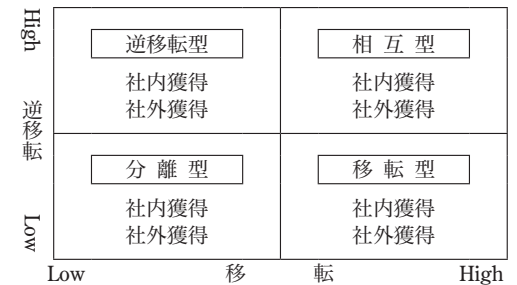 High
逆移転
Low
逆移転型
社内獲得
社外獲得
相 互 型
社内獲得
社外獲得
分 離 型
社内獲得
社外獲得
移 転 型
社内獲得
社外獲得
Low 移 転 High